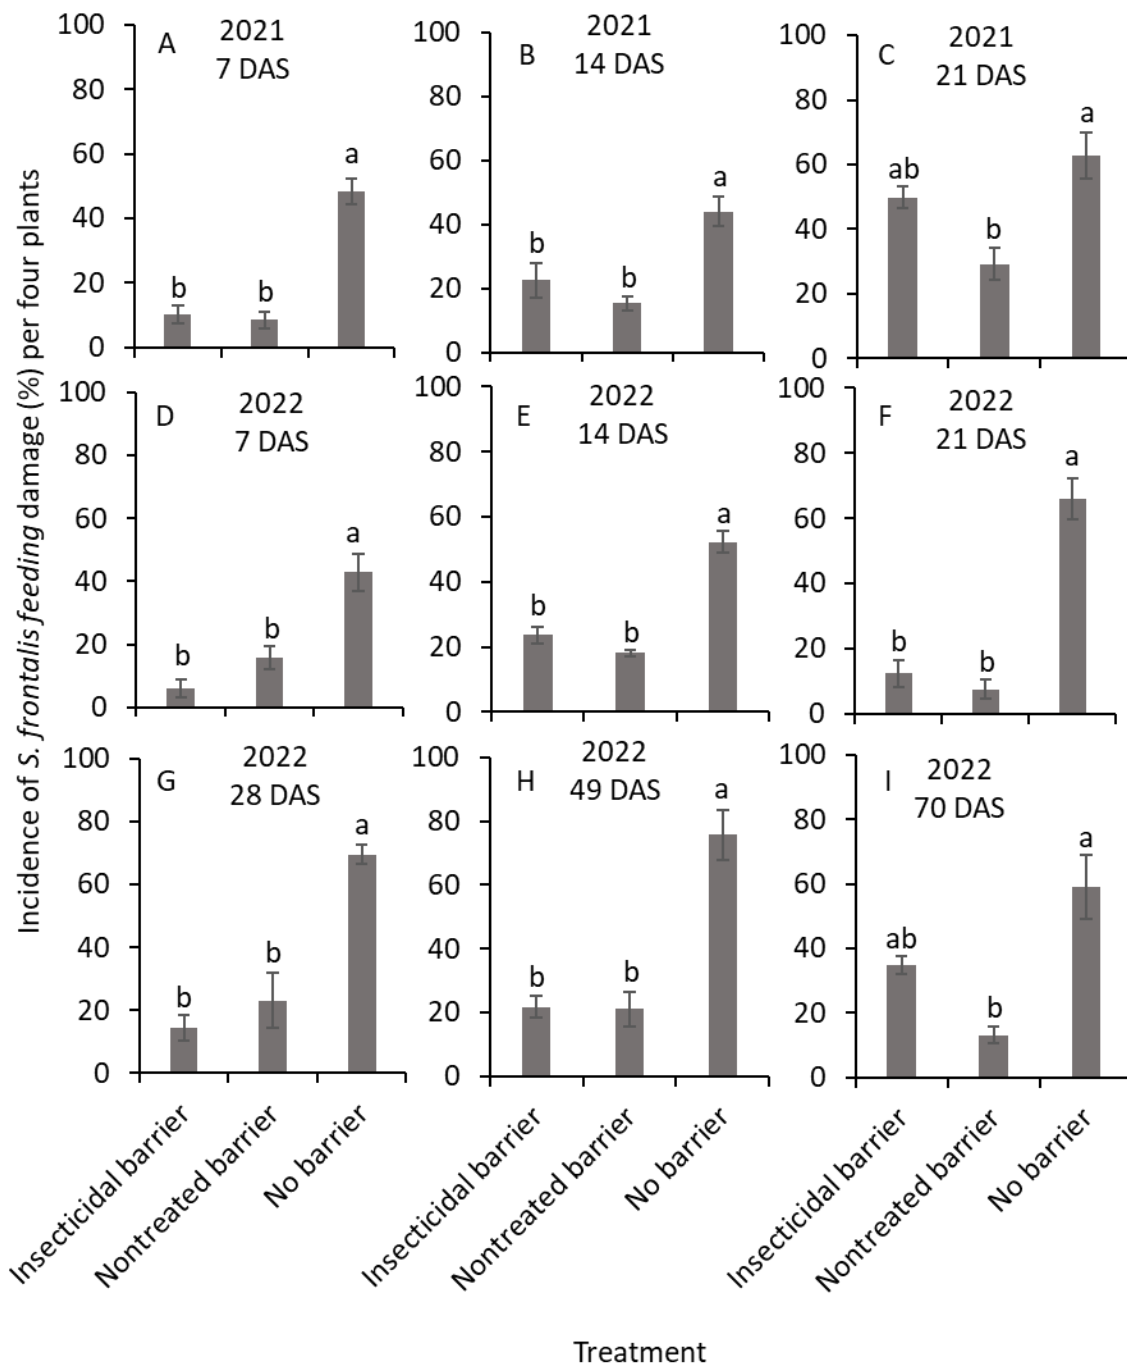 Incidence of S. frontalis feeding damage (%) per four plants
A
2021
7 DAS
100
80
60
40
20
0
b
b
a
B
2021
14 DAS
100
80
60
40
20
0
b
b
a
C
2021
21 DAS
100
80
60
40
20
0
ab
b
a
D
2022
7 DAS
100
80
60
40
20
0
b
b
a
E
2022
14 DAS
100
80
60
40
20
0
b
b
a
F
2022
21 DAS
100
80
60
40
20
0
b
b
a
G
2022
28 DAS
100
80
60
40
20
0
b
b
a
H
2022
49 DAS
100
80
60
40
20
0
b
b
a
I
2022
70 DAS
100
80
60
40
20
0
ab
b
a
Insecticidal barrier
Nontreated barrier
No barrier
Insecticidal barrier
Nontreated barrier
No barrier
Insecticidal barrier
Nontreated barrier
No barrier
Treatment